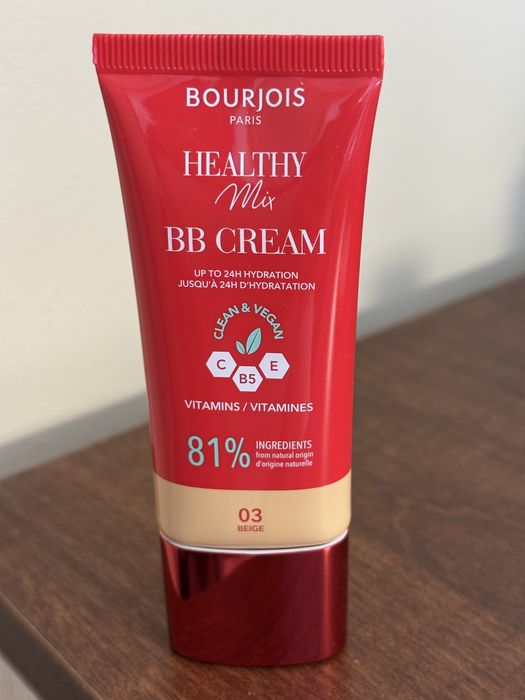 BOURJOIS
PARIS
HEALTHY
Mix
BB CREAM
UP TO 24H HYDRATION
JUSQU'À 24H D'HYDRATATION
CLEAN & VEGAN
C
E
B5
VITAMINS / VITAMINES
81% INGREDIENTS
from natural origin
d'origine naturelle
03
BEIGE